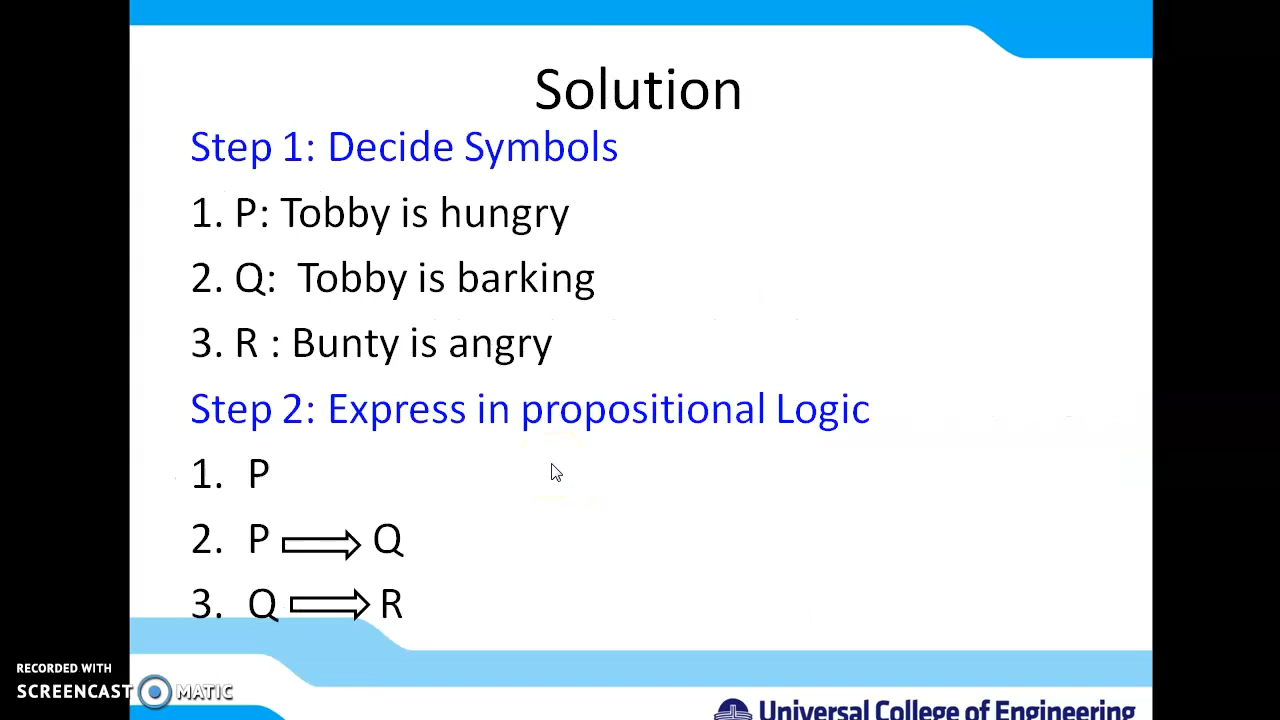 Solution
Step 1: Decide Symbols
1. P: Tobby is hungry
2. Q: Tobby is barking
3. R : Bunty is angry
Step 2: Express in propositional Logic
1. P
2. P ⇒ Q
3. Q ⇒ R
RECORDED WITH
SCREENCAST MATIC
Universal College of Engineering